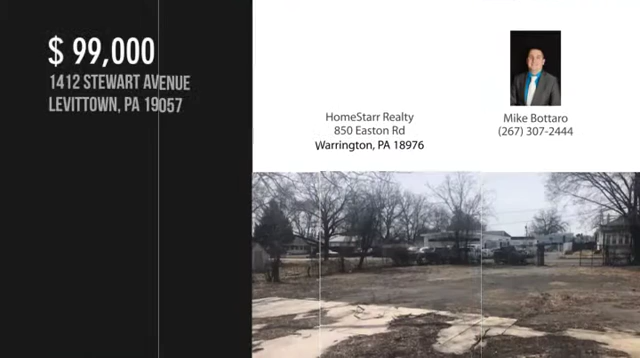 $ 99,000
1412 STEWART AVENUE
LEVITTOWN, PA 19057
HomeStarr Realty
850 Easton Rd
Warrington, PA 18976
Mike Bottaro
(267) 307-2444